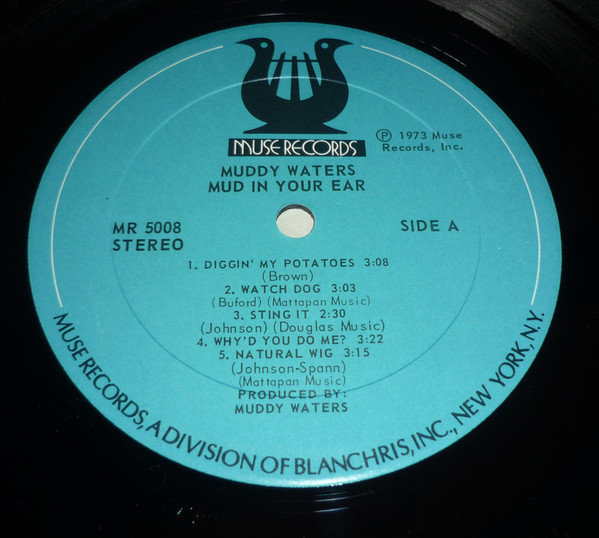 MUSE RECORDS
℗ 1973 Muse
Records, Inc.
MUDDY WATERS
MUD IN YOUR EAR
MR 5008
STEREO
SIDE A
1. DIGGIN' MY POTATOES 3:08
(Brown)
2. WATCH DOG 3:03
(Buford) (Mattapan Music)
3. STING IT 2:30
(Johnson) (Douglas Music)
4. WHY'D YOU DO ME? 3:22
5. NATURAL WIG 3:15
(Johnson-Spann)
(Mattapan Music)
PRODUCED BY:
MUDDY WATERS
MUSE RECORDS, A DIVISION OF BLANCHRIS, INC., NEW YORK, N.Y.